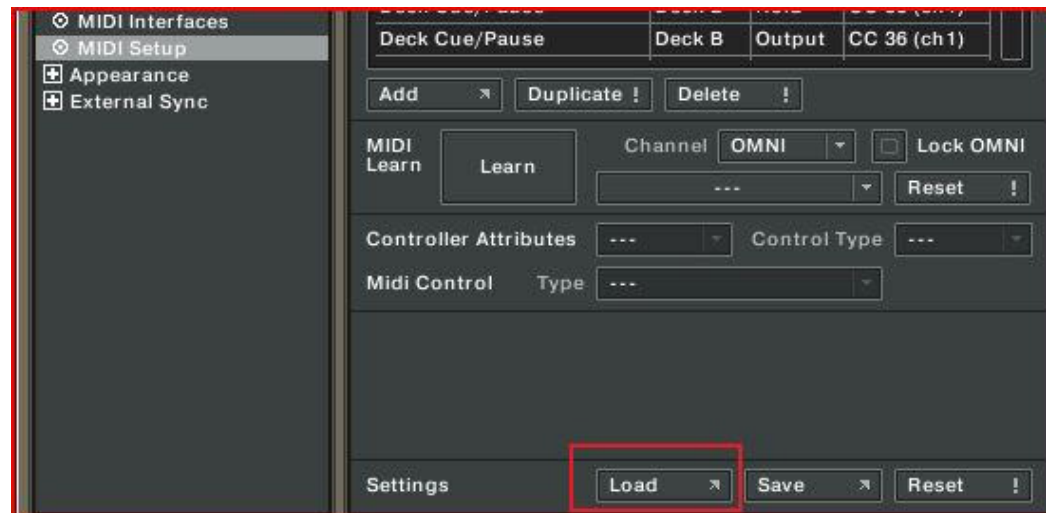 MIDI Interfaces
MIDI Setup
Appearance
External Sync
Deck Cue/Pause Deck B Output CC 36 (ch1)
Add Duplicate ! Delete !
MIDI Learn Learn Channel OMNI Lock OMNI
--- Reset !
Controller Attributes --- Control Type ---
Midi Control Type ---
Settings Load Save Reset !